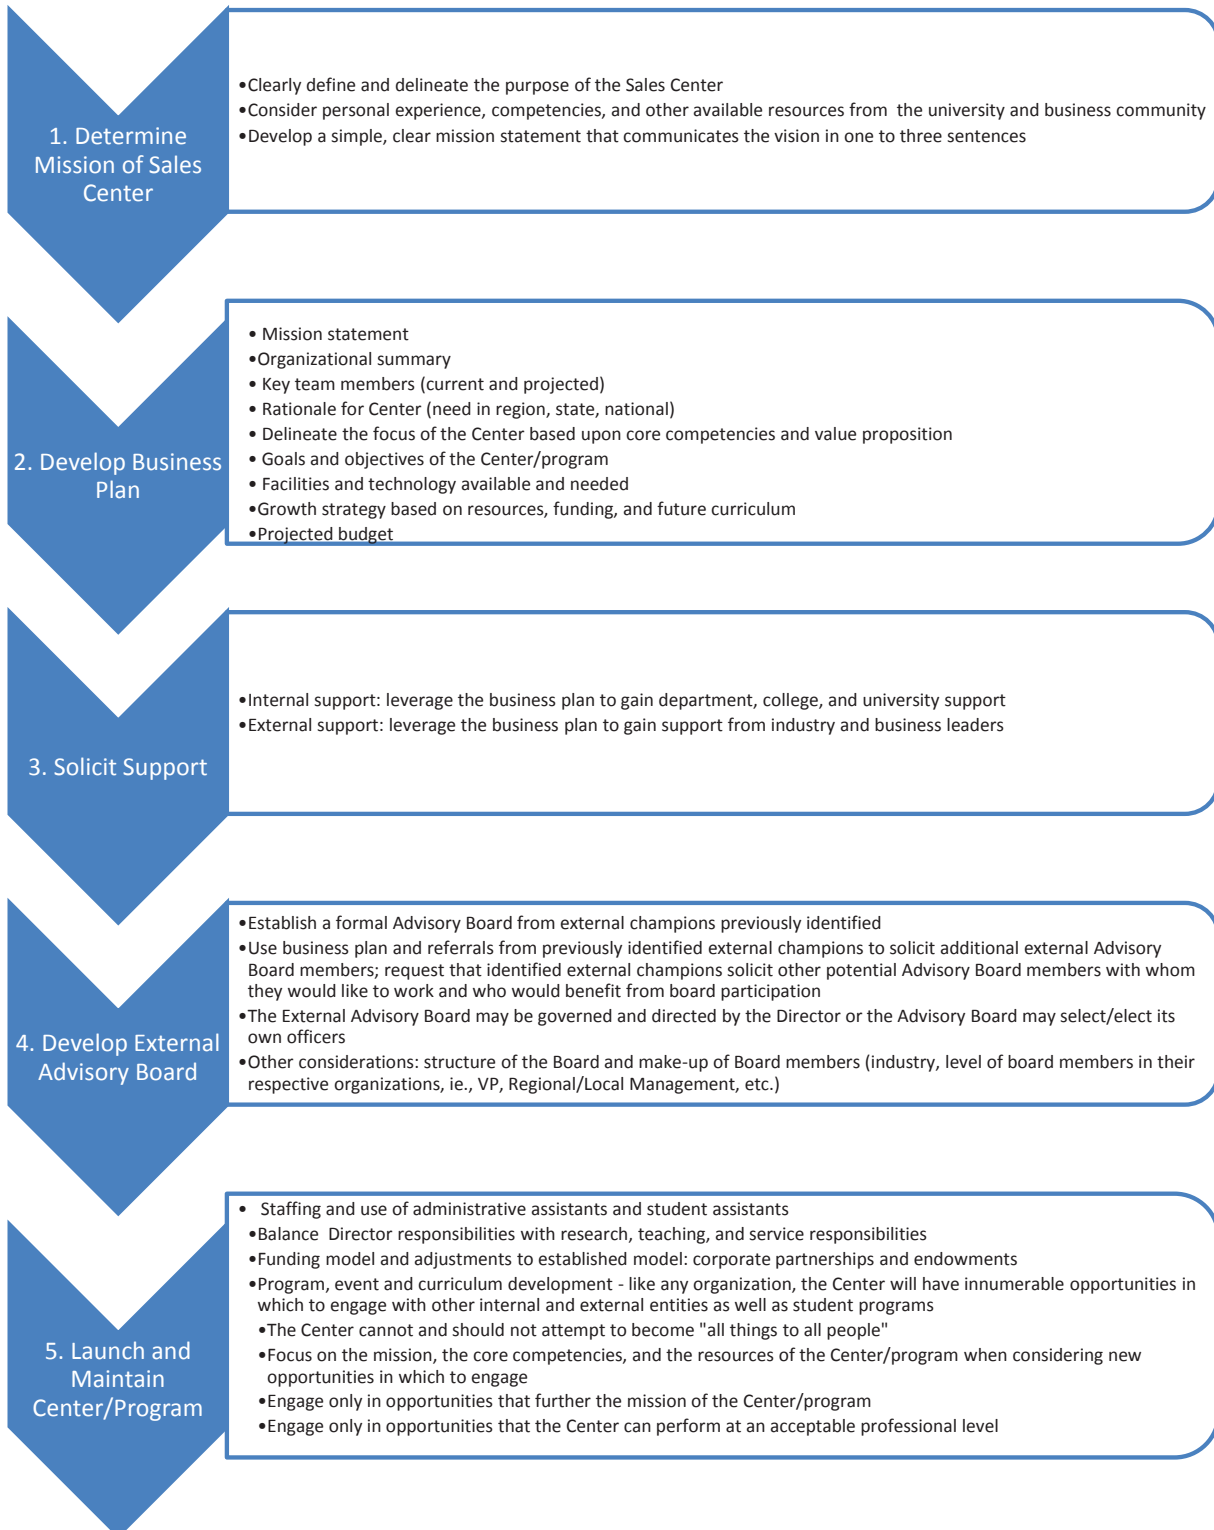 1. Determine
Mission of Sales
Center
•Clearly define and delineate the purpose of the Sales Center
•Consider personal experience, competencies, and other available resources from  the university and business community
•Develop a simple, clear mission statement that communicates the vision in one to three sentences
2. Develop Business
Plan
• Mission statement
•Organizational summary
• Key team members (current and projected)
• Rationale for Center (need in region, state, national)
• Delineate the focus of the Center based upon core competencies and value proposition
• Goals and objectives of the Center/program
• Facilities and technology available and needed
•Growth strategy based on resources, funding, and future curriculum
•Projected budget
3. Solicit Support
•Internal support: leverage the business plan to gain department, college, and university support
•External support: leverage the business plan to gain support from industry and business leaders
4. Develop External
Advisory Board
•Establish a formal Advisory Board from external champions previously identified
•Use business plan and referrals from previously identified external champions to solicit additional external Advisory
Board members; request that identified external champions solicit other potential Advisory Board members with whom
they would like to work and who would benefit from board participation
•The External Advisory Board may be governed and directed by the Director or the Advisory Board may select/elect its
own officers
•Other considerations: structure of the Board and make-up of Board members (industry, level of board members in their
respective organizations, ie., VP, Regional/Local Management, etc.)
5. Launch and
Maintain
Center/Program
•  Staffing and use of administrative assistants and student assistants
•Balance  Director responsibilities with research, teaching, and service responsibilities
•Funding model and adjustments to established model: corporate partnerships and endowments
•Program, event and curriculum development - like any organization, the Center will have innumerable opportunities in
which to engage with other internal and external entities as well as student programs
•The Center cannot and should not attempt to become "all things to all people"
•Focus on the mission, the core competencies, and the resources of the Center/program when considering new
opportunities in which to engage
•Engage only in opportunities that further the mission of the Center/program
•Engage only in opportunities that the Center can perform at an acceptable professional level